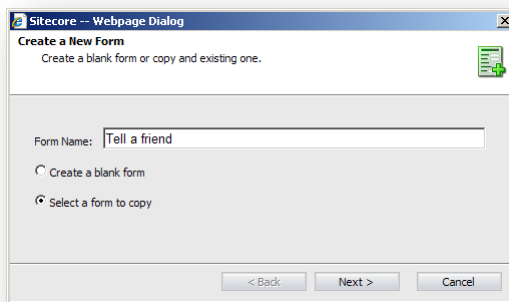 Sitecore -- Webpage Dialog
Create a New Form
Create a blank form or copy and existing one.
Form Name: Tell a friend
Create a blank form
Select a form to copy
< Back Next > Cancel